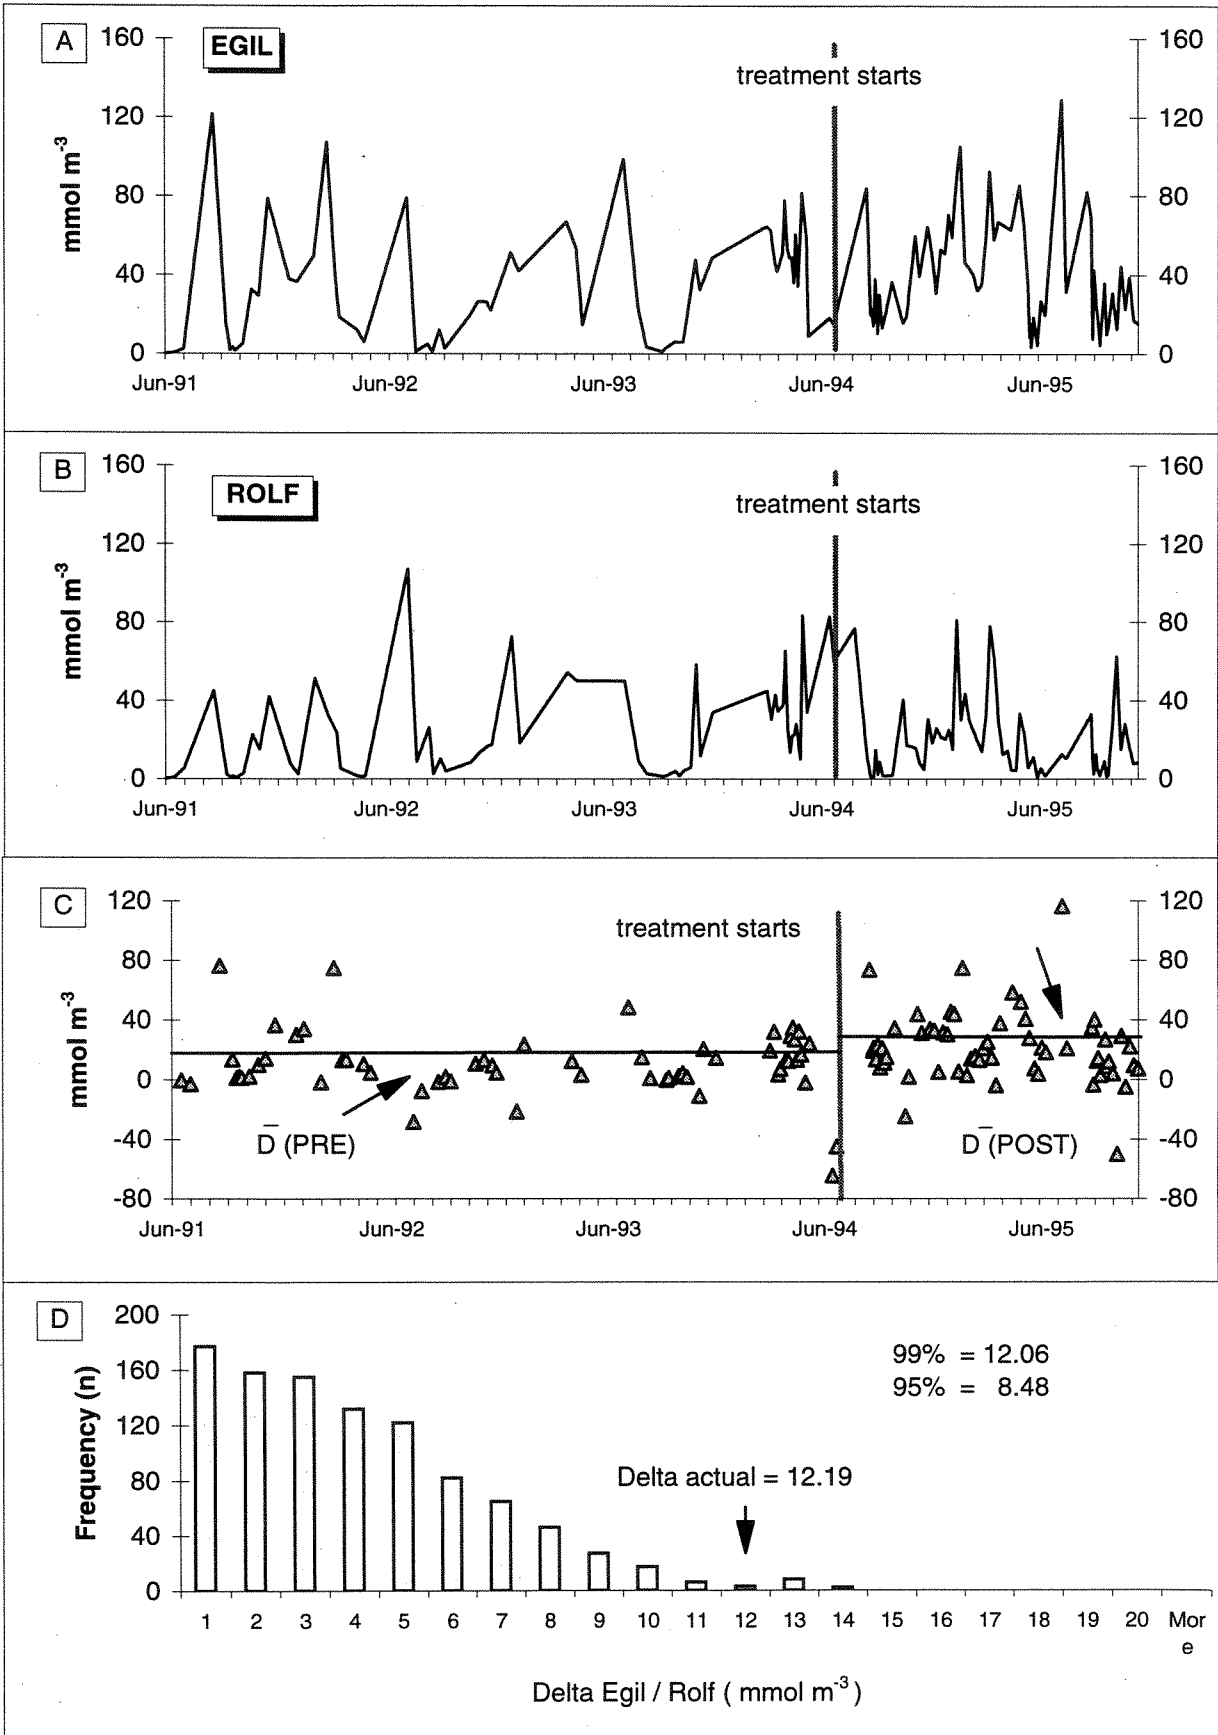 A
EGIL
treatment starts
mmol m-3
160
120
80
40
0
160
120
80
40
0
Jun-91
Jun-92
Jun-93
Jun-94
Jun-95
B
ROLF
treatment starts
mmol m-3
160
120
80
40
0
160
120
80
40
0
Jun-91
Jun-92
Jun-93
Jun-94
Jun-95
C
treatment starts
mmol m-3
120
80
40
0
-40
-80
120
80
40
0
-40
-80
D̅ (PRE)
D̅ (POST)
Jun-91
Jun-92
Jun-93
Jun-94
Jun-95
D
Frequency (n)
200
160
120
80
40
0
99% = 12.06
95% = 8.48
Delta actual = 12.19
1 2 3 4 5 6 7 8 9 10 11 12 13 14 15 16 17 18 19 20 Mor
e
Delta Egil / Rolf ( mmol m-3 )